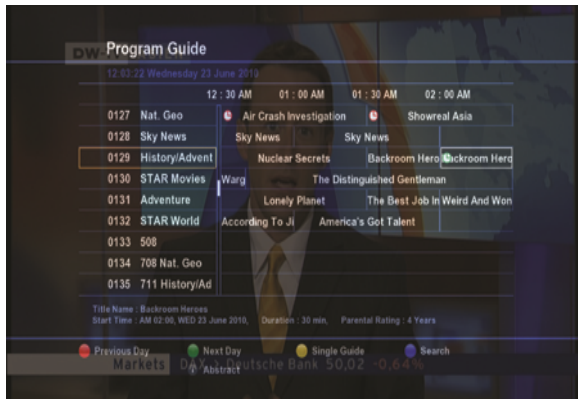 DW-TV
Program Guide
12:03:22 Wednesday 23 June 2010
12 : 30 AM 01 : 00 AM 01 : 30 AM 02 : 00 AM
0127 Nat. Geo Air Crash Investigation Showreal Asia
0128 Sky News Sky News Sky News
0129 History/Advent Nuclear Secrets Backroom Hero Backroom Hero
0130 STAR Movies Warg The Distinguished Gentleman
0131 Adventure Lonely Planet The Best Job In Weird And Won
0132 STAR World According To Ji America's Got Talent
0133 508
0134 708 Nat. Geo
0135 711 History/Ad
Title Name : Backroom Heroes
Start Time : AM 02:00, WED 23 June 2010, Duration : 30 min, Parental Rating : 4 Years
Previous Day Next Day Single Guide Search
Abstract
Markets DAX > Deutsche Bank 50,02 -0.64%